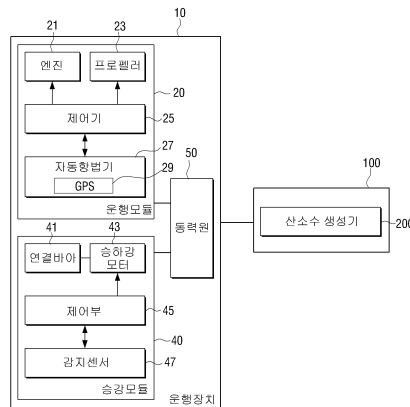 10
21
23
엔진
프로펠러
20
제어기
25
27
50
자동항법기
29
GPS
운행모듈
100
동력원
산소수 생성기
200
41
43
연결바아
승하강
모터
제어부
45
40
감지센서
47
승강모듈
운행장치